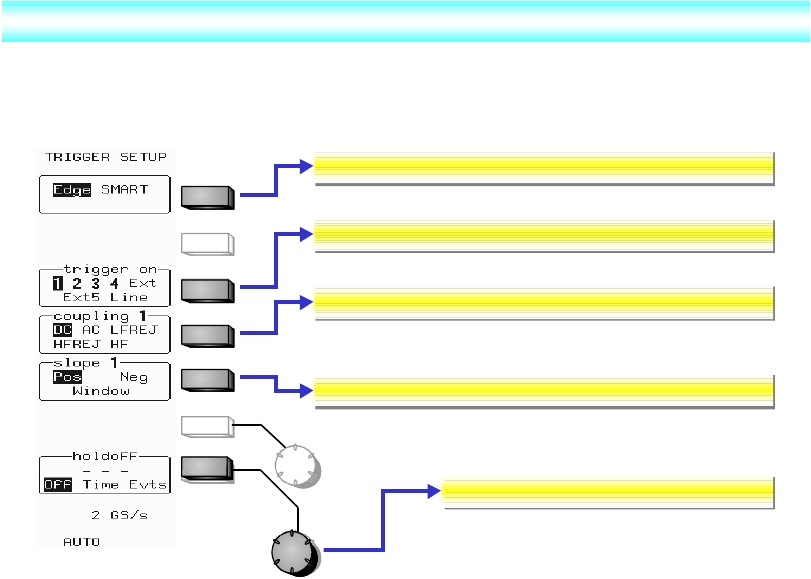 TRIGGER SETUP
Edge SMART
trigger on
1 2 3 4 Ext
Ext5 Line
coupling 1
DC AC LFREJ
HFREJ HF
slope 1
Pos Neg
Window
holdoFF
- - -
OFF Time Evts
2 GS/s
AUTO